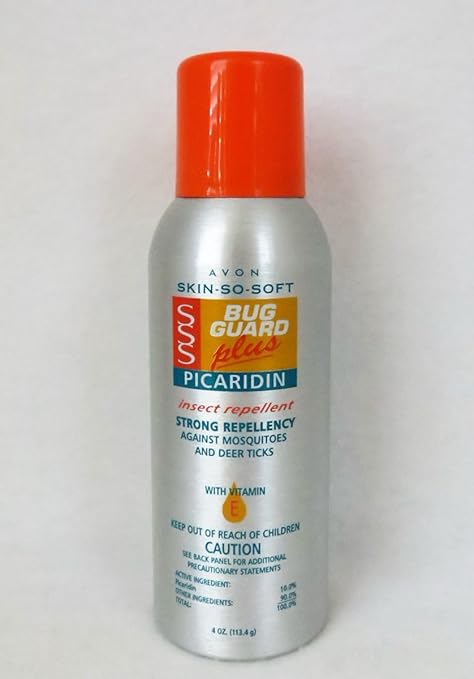 AVON
SKIN-SO-SOFT
SSS
BUG
GUARD
plus
PICARIDIN
insect repellent
STRONG REPELLENCY
AGAINST MOSQUITOES
AND DEER TICKS
WITH VITAMIN
E
KEEP OUT OF REACH OF CHILDREN
CAUTION
SEE BACK PANEL FOR ADDITIONAL
PRECAUTIONARY STATEMENTS
ACTIVE INGREDIENT:
Picaridin 10.0%
OTHER INGREDIENTS: 90.0%
TOTAL: 100.0%
4 OZ. (113.4 g)